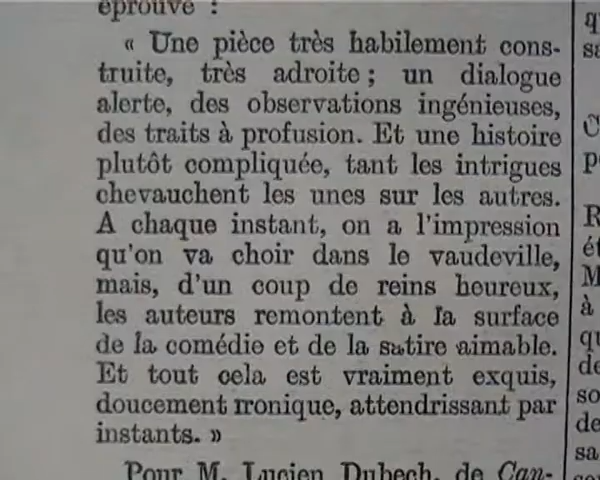 éprouve :
« Une pièce très habilement cons-
truite, très adroite ; un dialogue
alerte, des observations ingénieuses,
des traits à profusion. Et une histoire
plutôt compliquée, tant les intrigues
chevauchent les unes sur les autres.
A chaque instant, on a l'impression
qu'on va choir dans le vaudeville,
mais, d'un coup de reins heureux,
les auteurs remontent à la surface
de la comédie et de la satire aimable.
Et tout cela est vraiment exquis,
doucement ironique, attendrissant par
instants. »
Pour M. Lucien Dubech, de Can-